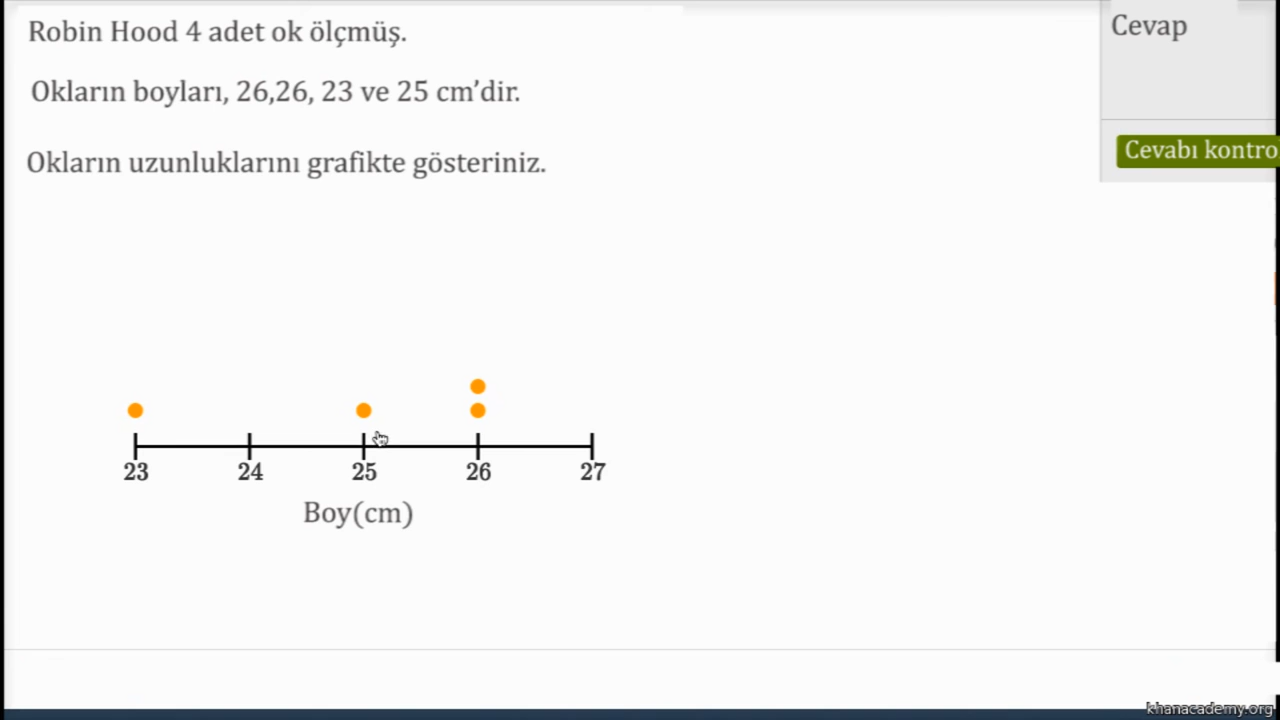 Robin Hood 4 adet ok ölçmüş.
Okların boyları, 26,26, 23 ve 25 cm'dir.
Okların uzunluklarını grafikte gösteriniz.
Cevap
Cevabı kontro
23 24 25 26 27
Boy(cm)
khanacademy.org